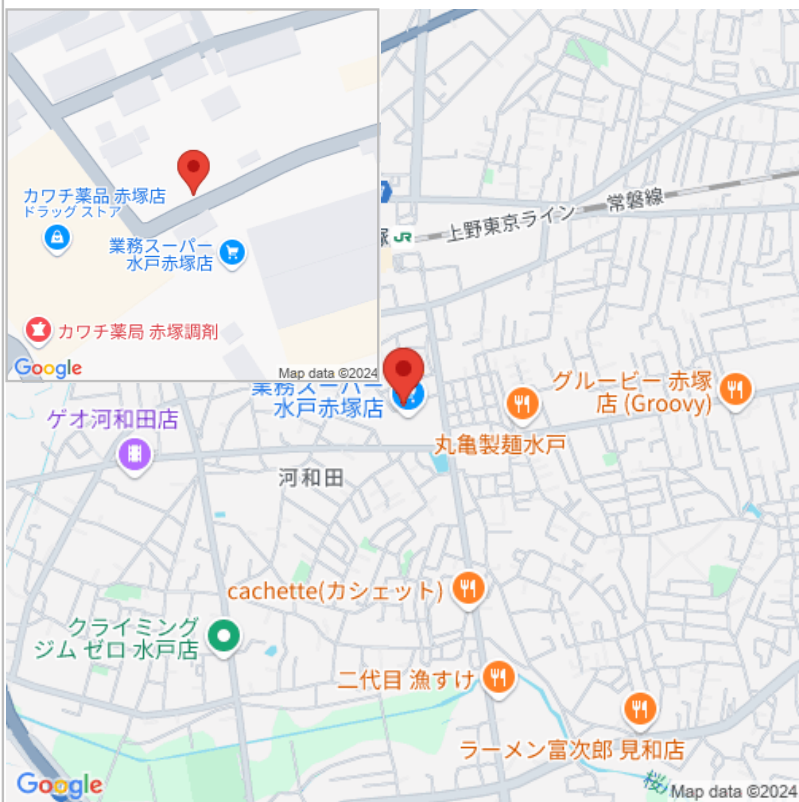 カワチ薬品 赤塚店
ドラッグ ストア
業務スーパー
水戸赤塚店
カワチ薬局 赤塚調剤
Google
Map data ©2024
常磐線
上野東京ライン
塚
JR
業務スーパー
水戸赤塚店
グルービー 赤塚
店 (Groovy)
ゲオ河和田店
丸亀製麺水戸
河和田
cachette(カシェット)
クライミング
ジム ゼロ 水戸店
二代目 漁すけ
ラーメン富次郎 見和店
桜
Google
Map data ©2024